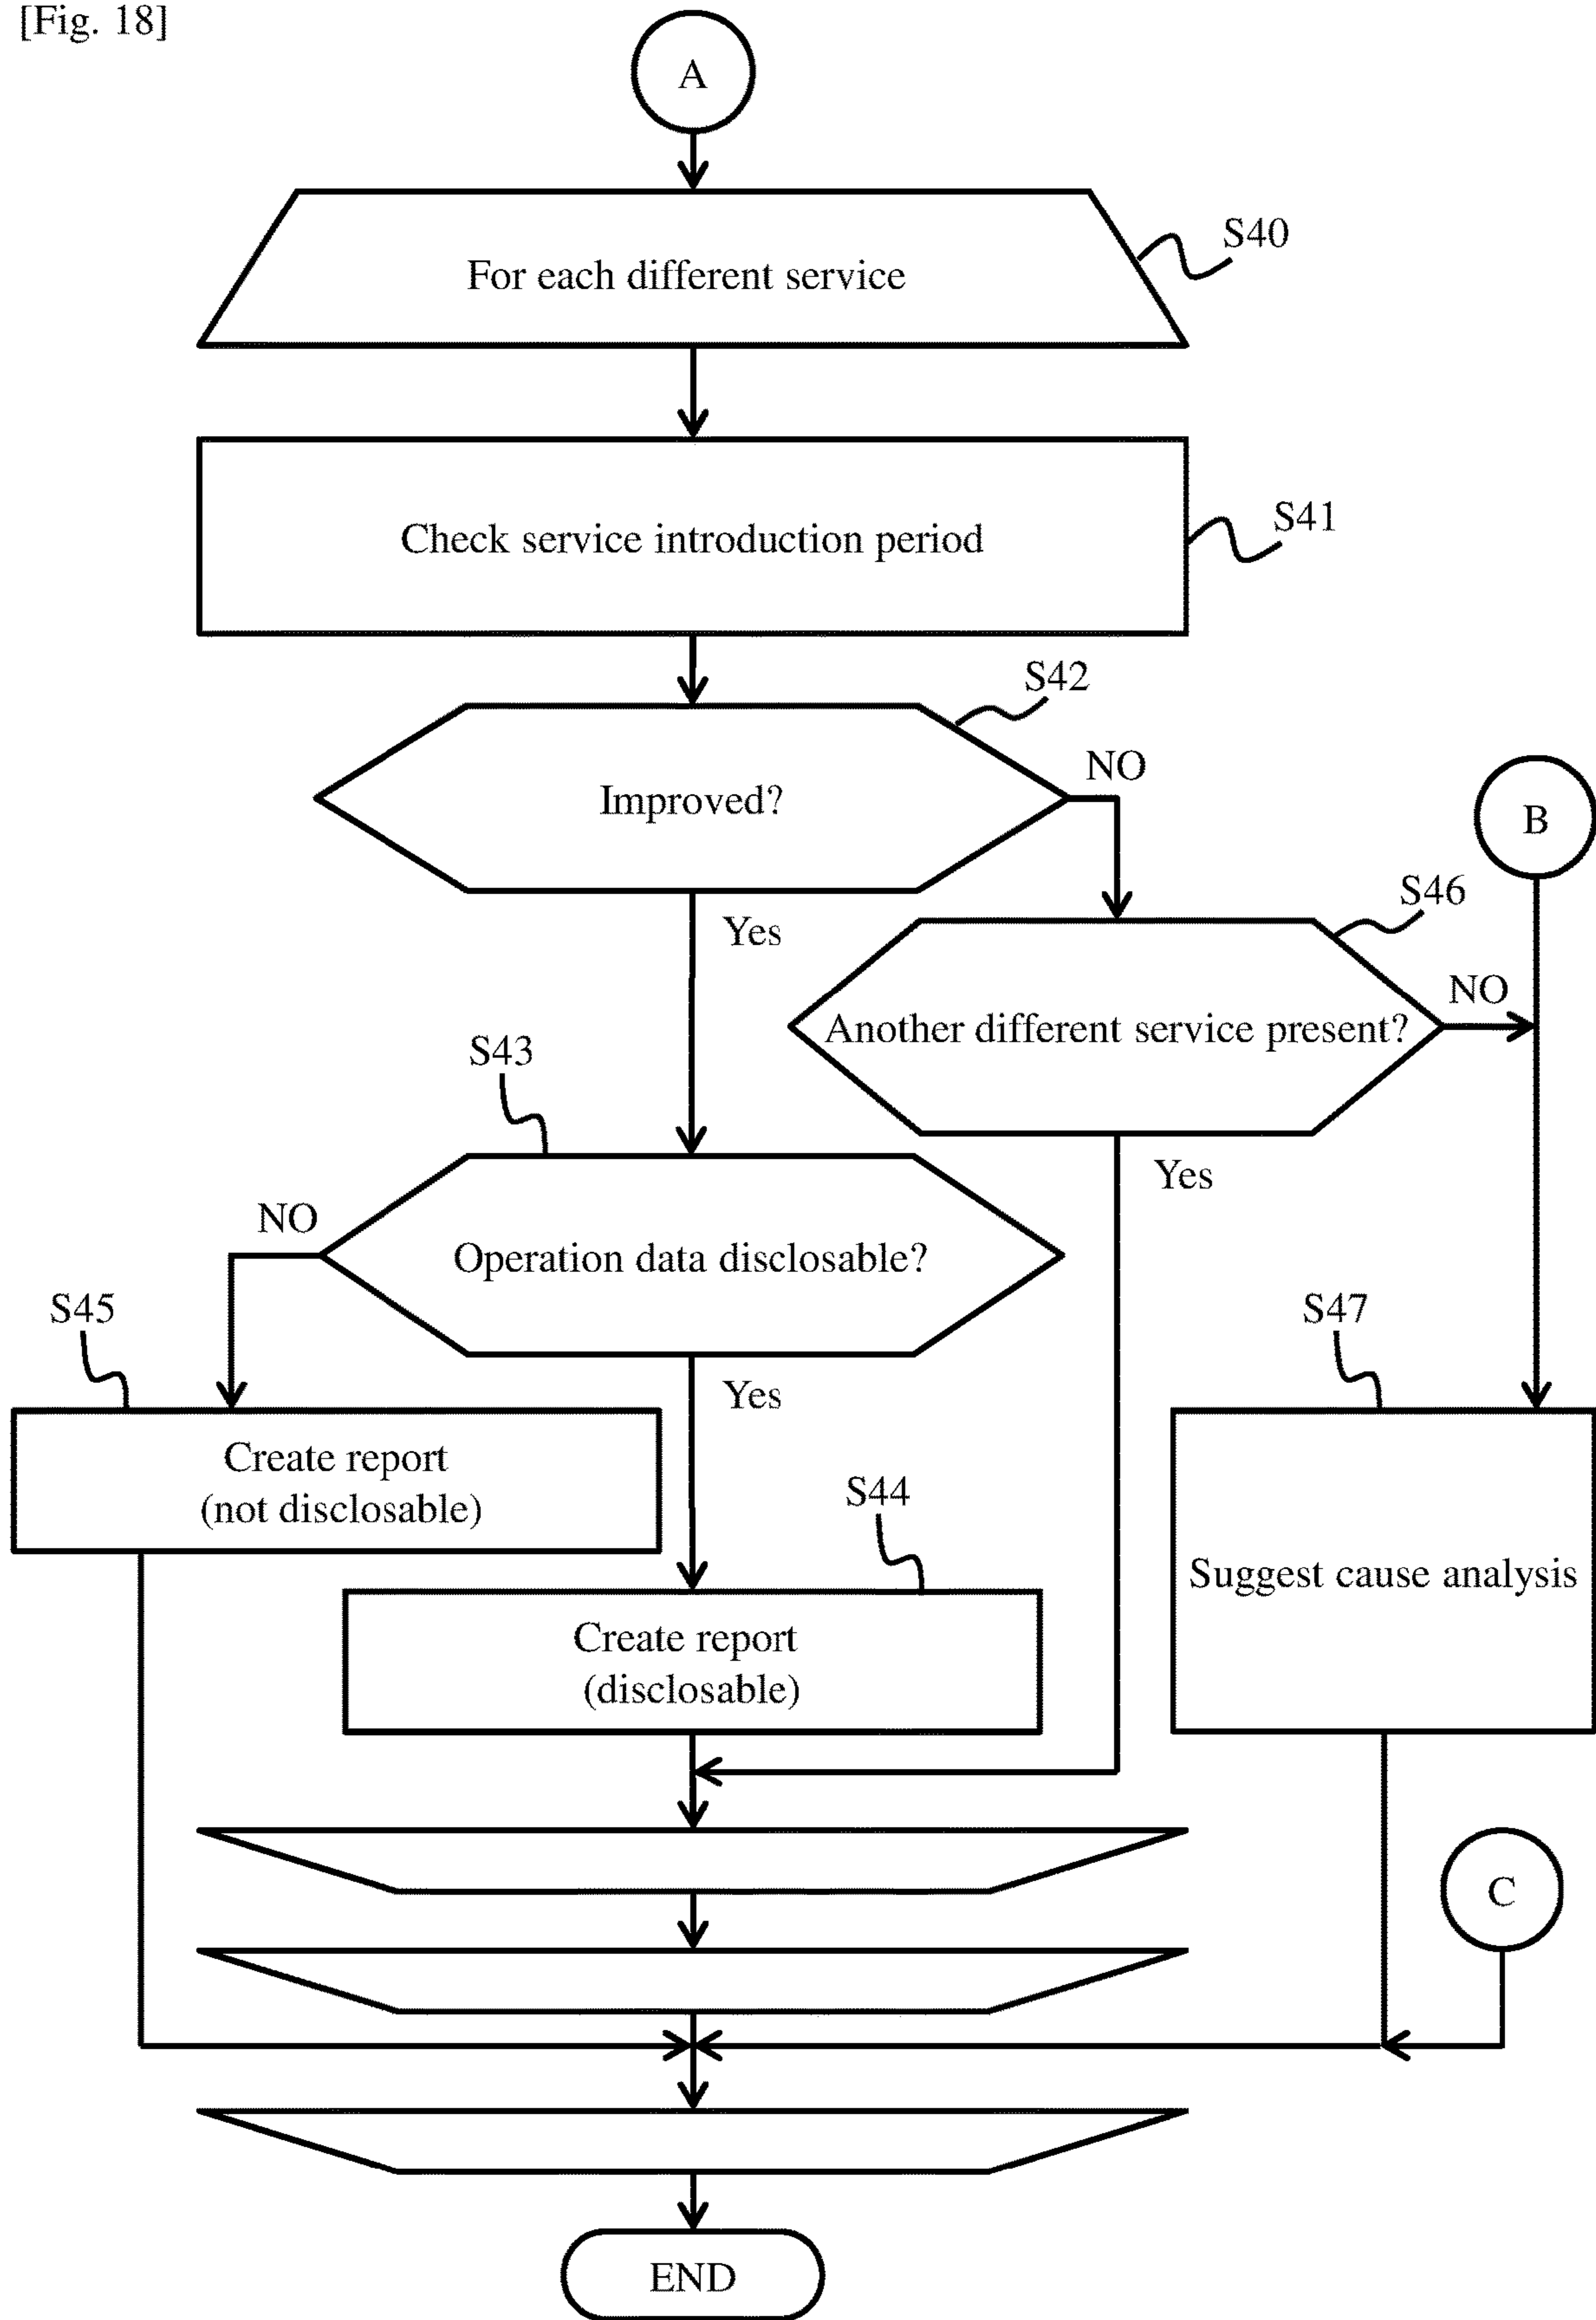 [Fig. 18]
A
For each different service
S40
Check service introduction period
S41
S42
Improved?
NO
B
Yes
S46
Another different service present?
NO
S43
Yes
NO
Operation data disclosable?
S45
S47
Yes
Create report
(not disclosable)
S44
Suggest cause analysis
Create report
(disclosable)
C
END